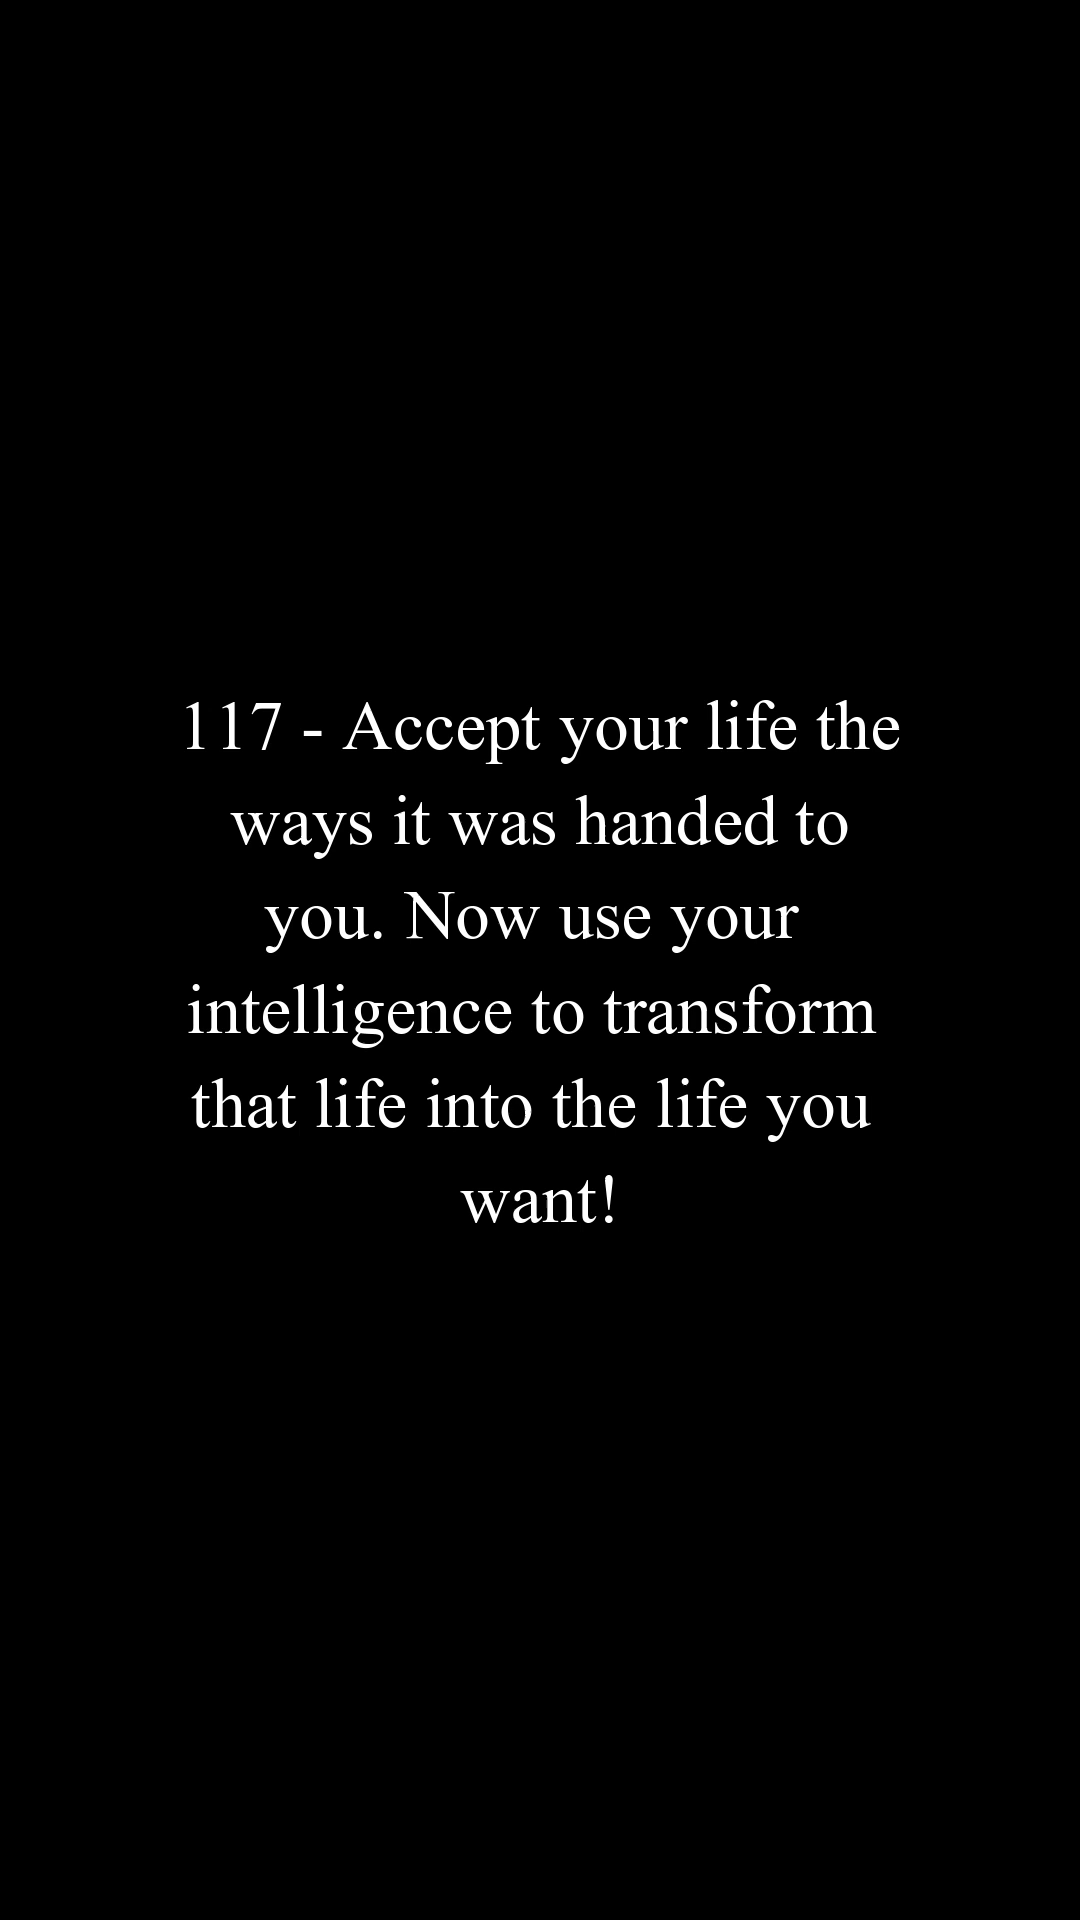 117 - Accept your life the
ways it was handed to
you. Now use your
intelligence to transform
that life into the life you
want!